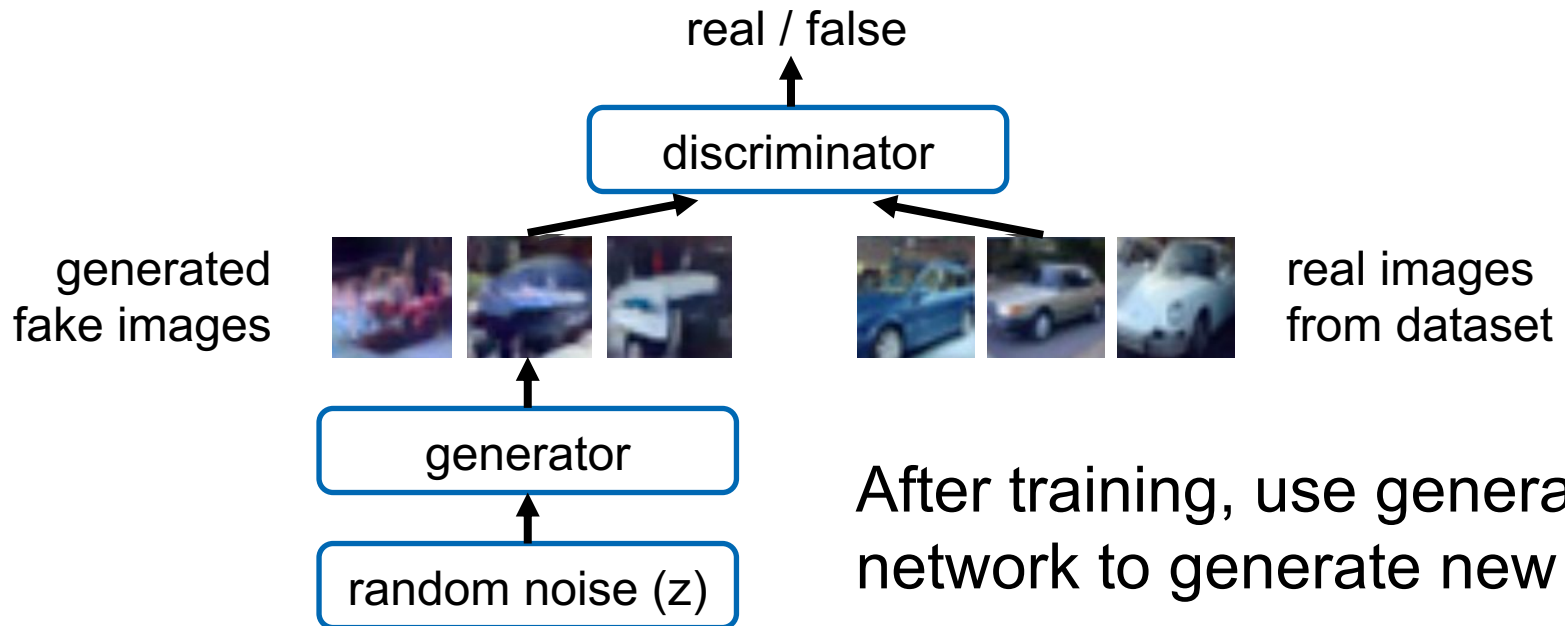 real / false
discriminator
generated
fake images
real images
from dataset
generator
random noise (z)
After training, use
network to generate new